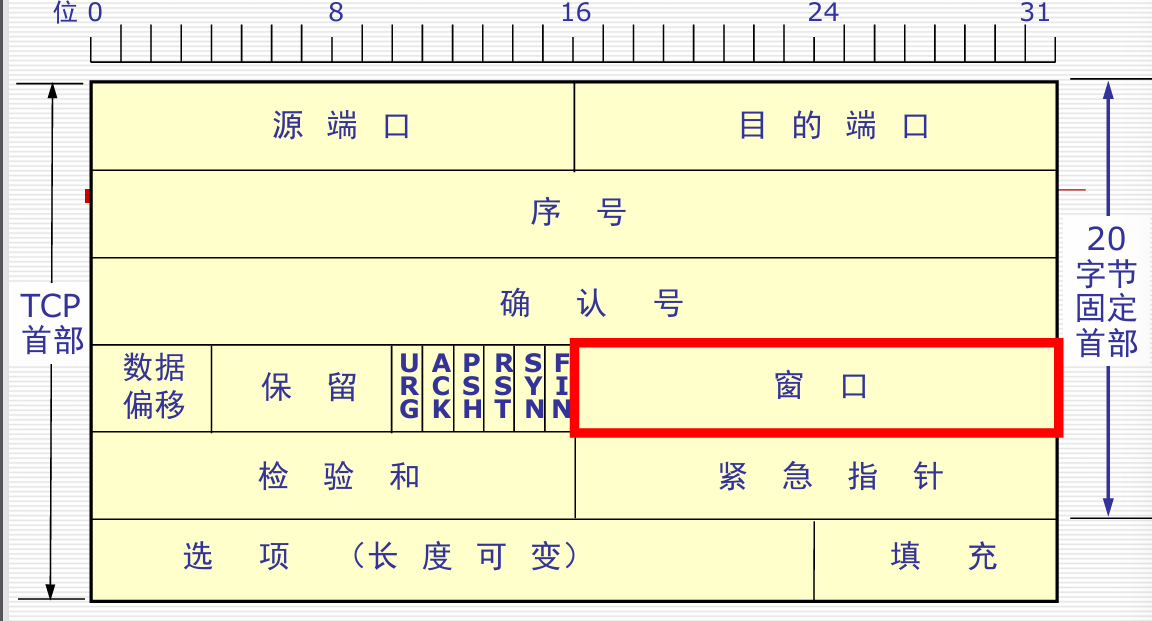 位 0 8 16 24 31
源 端 口 目 的 端 口
序 号
确 认 号
数据
偏移
保 留
URG
ACK
PSH
RST
SYN
FIN
窗 口
检 验 和 紧 急 指 针
选 项 （长 度 可 变） 填 充
TCP
首部
20
字节
固定
首部